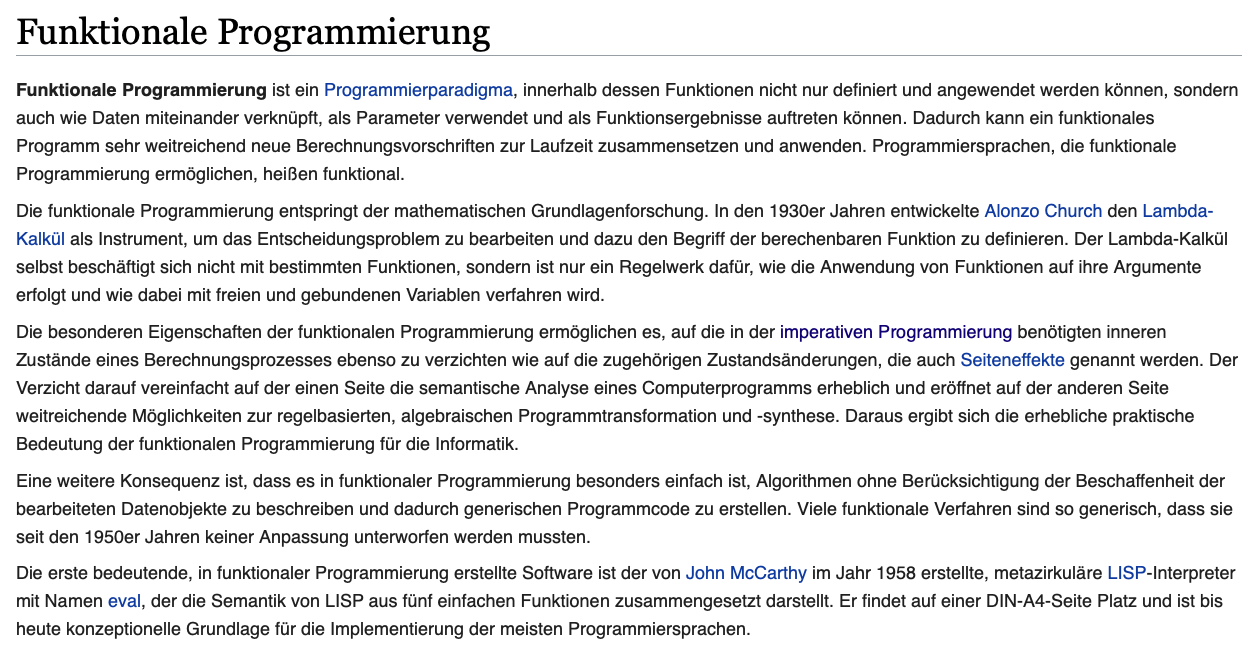 Funktionale Programmierung
Funktionale Programmierung ist ein Programmierparadigma, innerhalb dessen Funktionen nicht nur definiert und angewendet werden können, sondern
auch wie Daten miteinander verknüpft, als Parameter verwendet und als Funktionsergebnisse auftreten können. Dadurch kann ein funktionales
Programm sehr weitreichend neue Berechnungsvorschriften zur Laufzeit zusammensetzen und anwenden. Programmiersprachen, die funktionale
Programmierung ermöglichen, heißen funktional.
Die funktionale Programmierung entspringt der mathematischen Grundlagenforschung. In den 1930er Jahren entwickelte Alonzo Church den Lambda-
Kalkül als Instrument, um das Entscheidungsproblem zu bearbeiten und dazu den Begriff der berechenbaren Funktion zu definieren. Der Lambda-Kalkül
selbst beschäftigt sich nicht mit bestimmten Funktionen, sondern ist nur ein Regelwerk dafür, wie die Anwendung von Funktionen auf ihre Argumente
erfolgt und wie dabei mit freien und gebundenen Variablen verfahren wird.
Die besonderen Eigenschaften der funktionalen Programmierung ermöglichen es, auf die in der imperativen Programmierung benötigten inneren
Zustände eines Berechnungsprozesses ebenso zu verzichten wie auf die zugehörigen Zustandsänderungen, die auch Seiteneffekte genannt werden. Der
Verzicht darauf vereinfacht auf der einen Seite die semantische Analyse eines Computerprogramms erheblich und eröffnet auf der anderen Seite
weitreichende Möglichkeiten zur regelbasierten, algebraischen Programmtransformation und -synthese. Daraus ergibt sich die erhebliche praktische
Bedeutung der funktionalen Programmierung für die Informatik.
Eine weitere Konsequenz ist, dass es in funktionaler Programmierung besonders einfach ist, Algorithmen ohne Berücksichtigung der Beschaffenheit der
bearbeiteten Datenobjekte zu beschreiben und dadurch generischen Programmcode zu erstellen. Viele funktionale Verfahren sind so generisch, dass sie
seit den 1950er Jahren keiner Anpassung unterworfen werden mussten.
Die erste bedeutende, in funktionaler Programmierung erstellte Software ist der von John McCarthy im Jahr 1958 erstellte, metazirkuläre LISP-Interpreter
mit Namen eval, der die Semantik von LISP aus fünf einfachen Funktionen zusammengesetzt darstellt. Er findet auf einer DIN-A4-Seite Platz und ist bis
heute konzeptionelle Grundlage für die Implementierung der meisten Programmiersprachen.